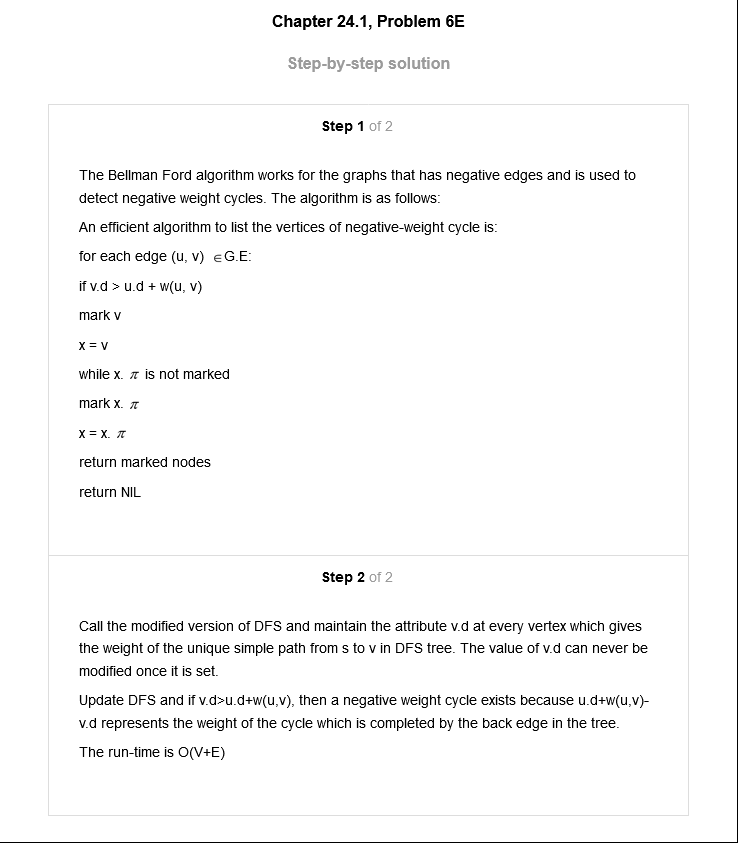 Chapter 24.1, Problem 6E
Step-by-step solution
Step 1 of 2
The Bellman Ford algorithm works for the graphs that has negative edges and is used to
detect negative weight cycles. The algorithm is as follows:
An efficient algorithm to list the vertices of negative-weight cycle is:
for each edge (u, v) ∈G.E:
if v.d > u.d + w(u, v)
mark v
x = v
while x. π is not marked
mark x. π
x = x. π
return marked nodes
return NIL
Step 2 of 2
Call the modified version of DFS and maintain the attribute v.d at every vertex which gives
the weight of the unique simple path from s to v in DFS tree. The value of v.d can never be
modified once it is set.
Update DFS and if v.d>u.d+w(u,v), then a negative weight cycle exists because u.d+w(u,v)-
v.d represents the weight of the cycle which is completed by the back edge in the tree.
The run-time is O(V+E)